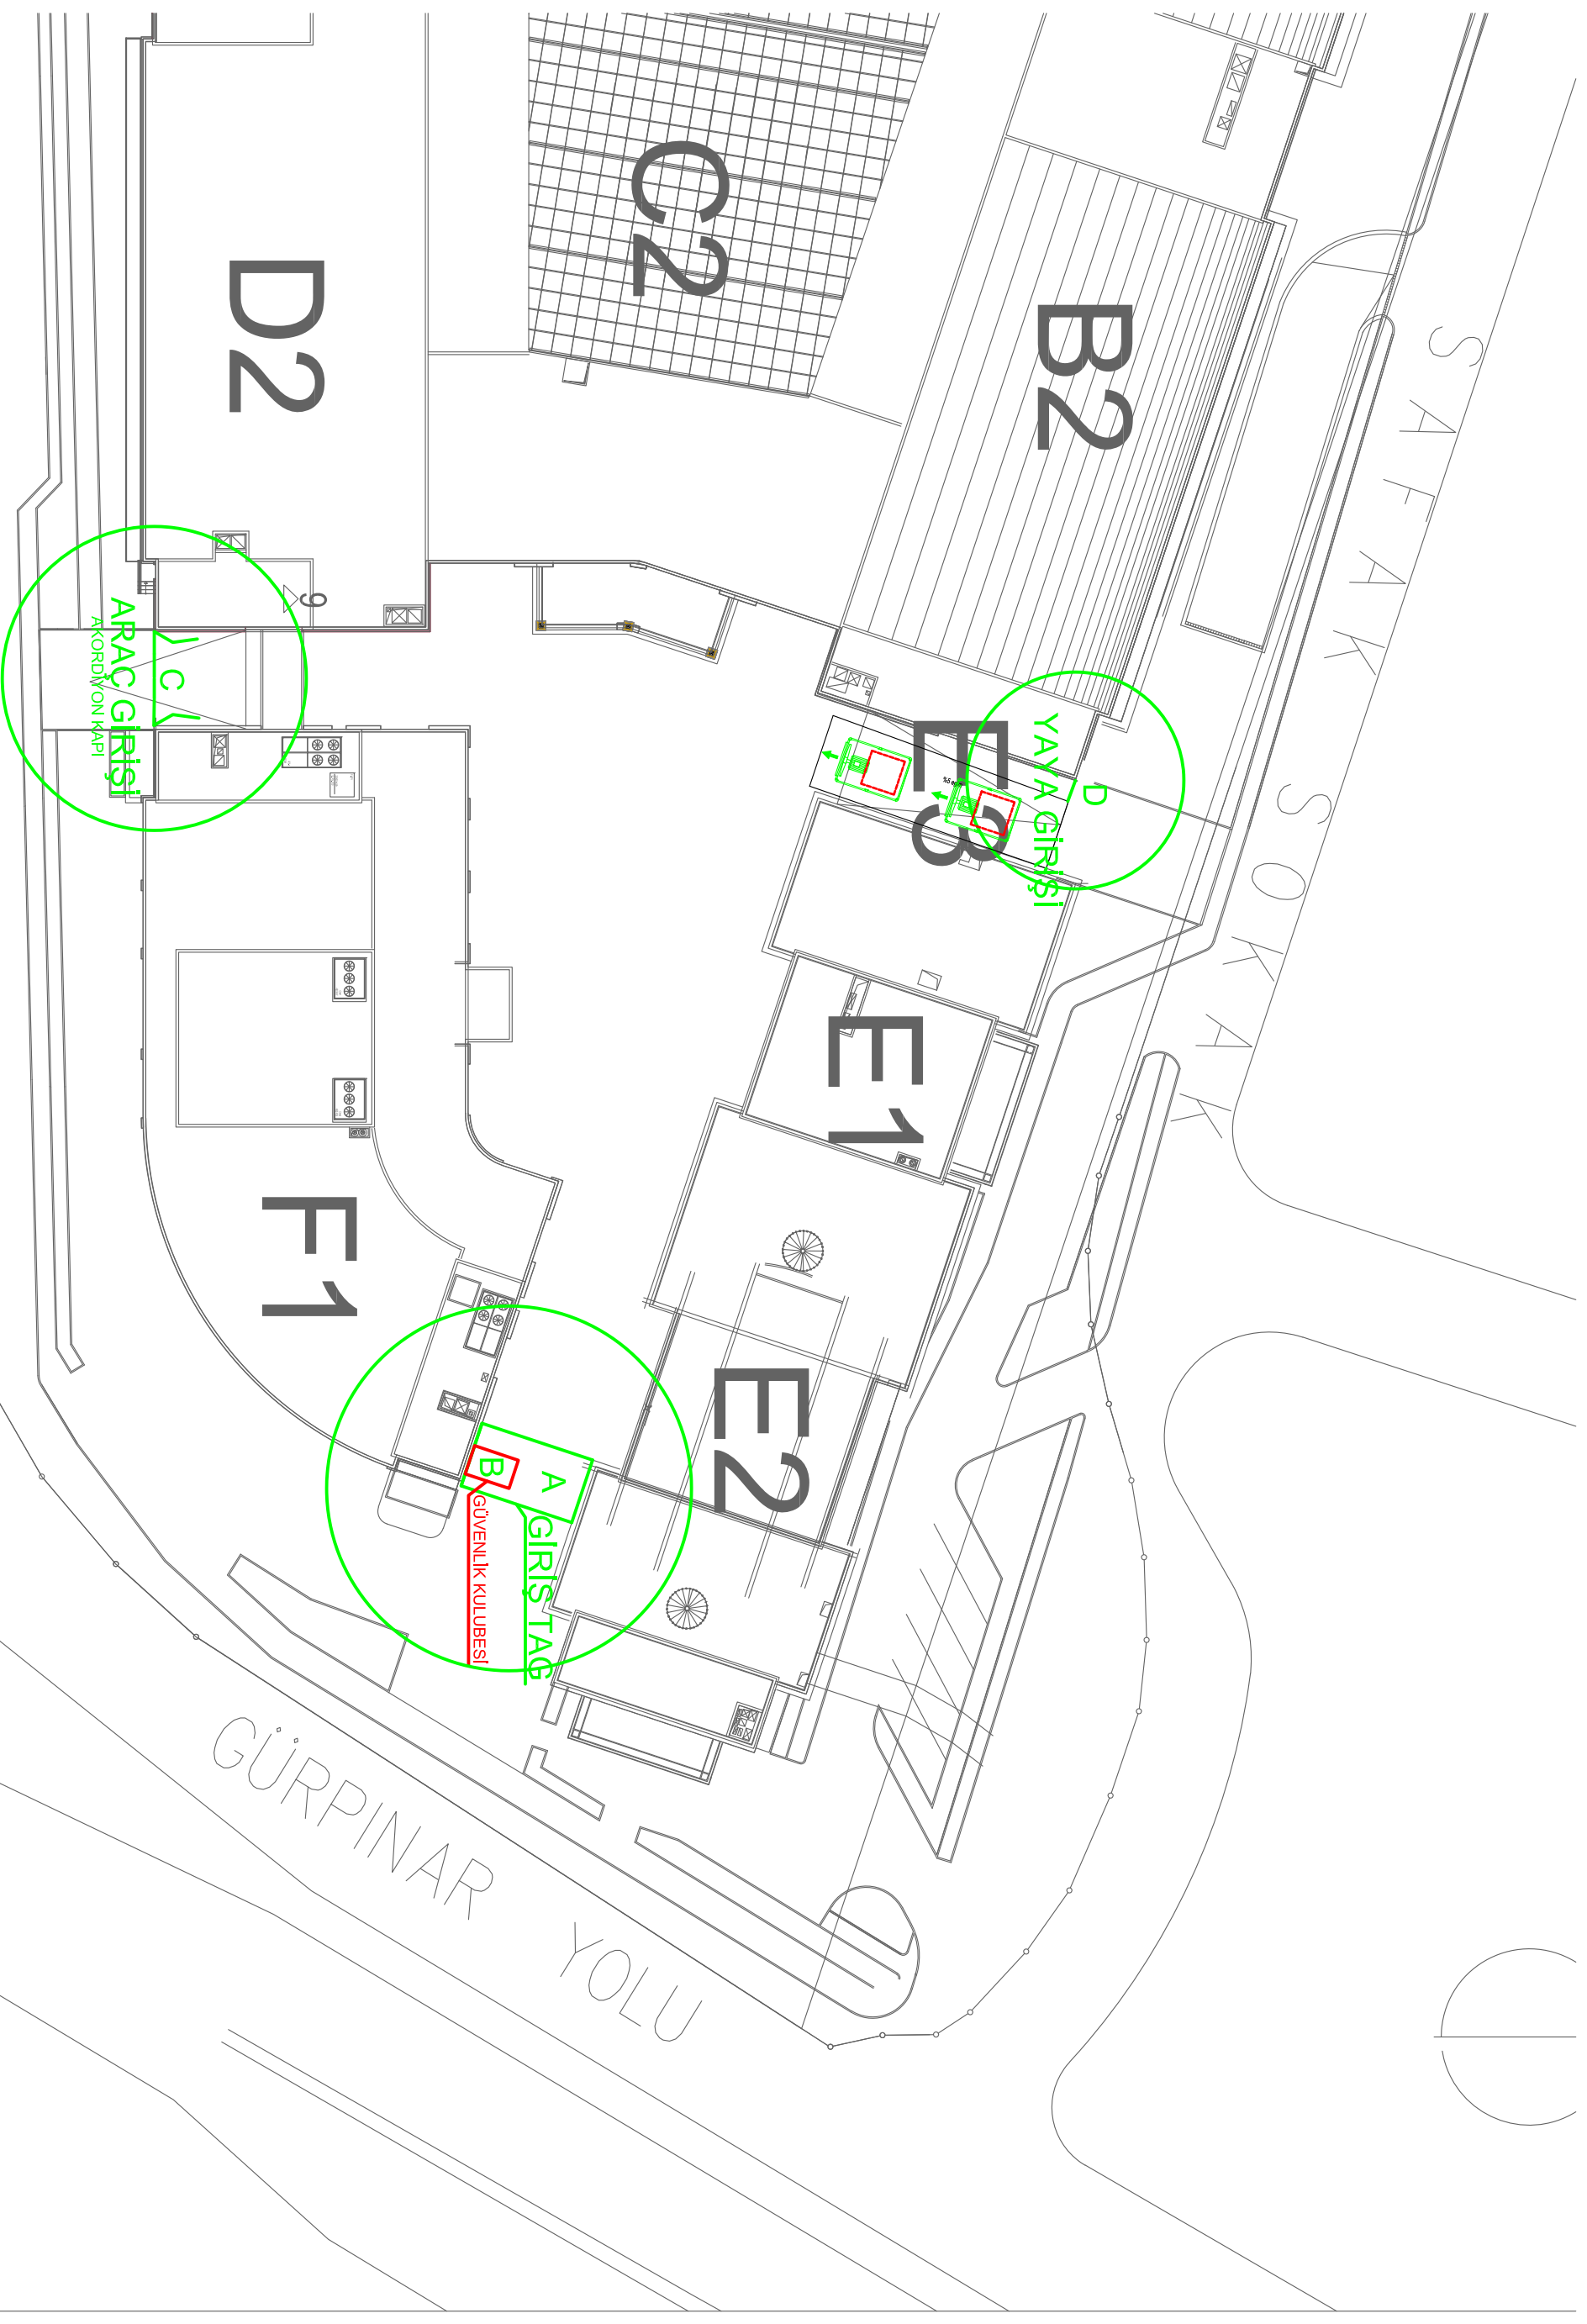 D2
C2
B2
ŞAFAK SOKAK
9
C
ARAÇ GİRİŞİ
AKORDİYON KAPI
E3
YAYA GİRİŞİ
D
E1
F1
E2
A
B
GİRİŞ TAG
GÜVENLİK KULUBESİ
GÜRPINAR YOLU